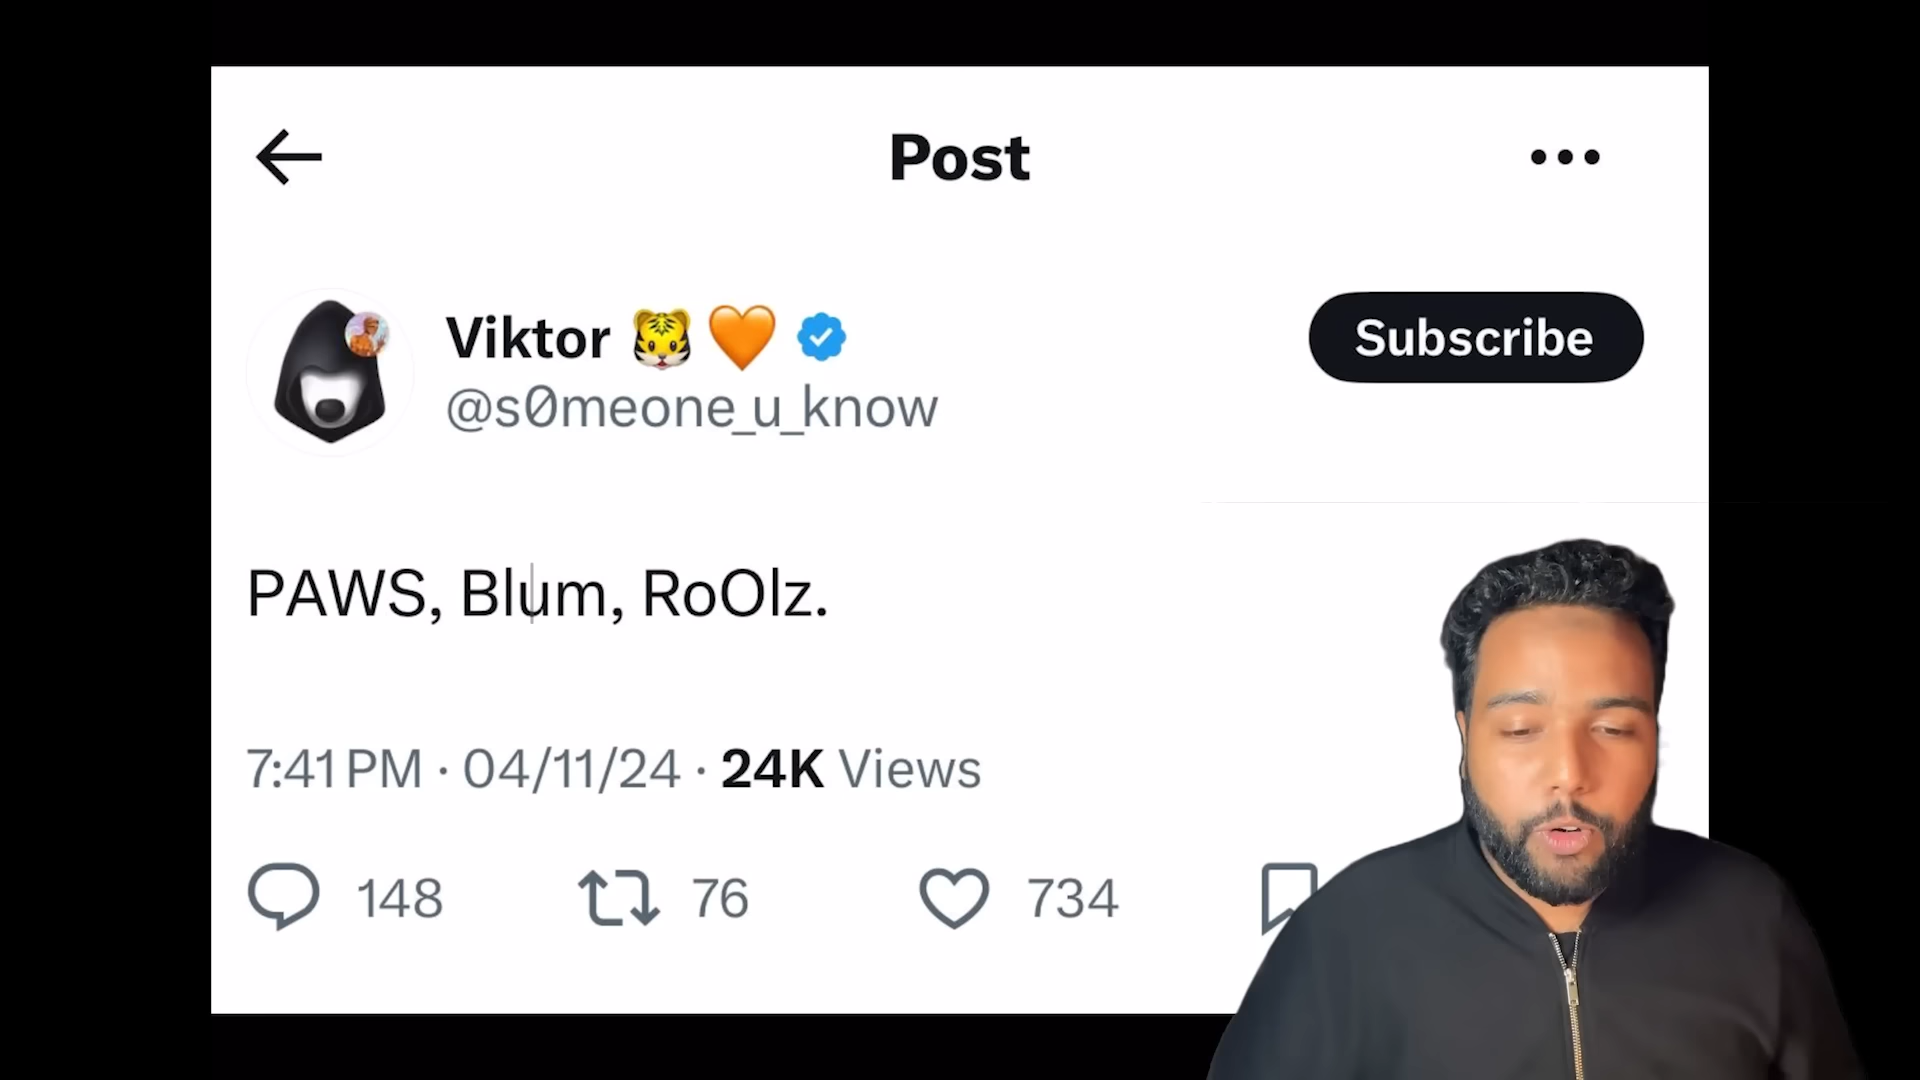 Post
Viktor 🐯 🧡
Subscribe
@s0meone_u_know
PAWS, Blum, RoOlz.
7:41 PM · 04/11/24 · 24K Views
148 76 734